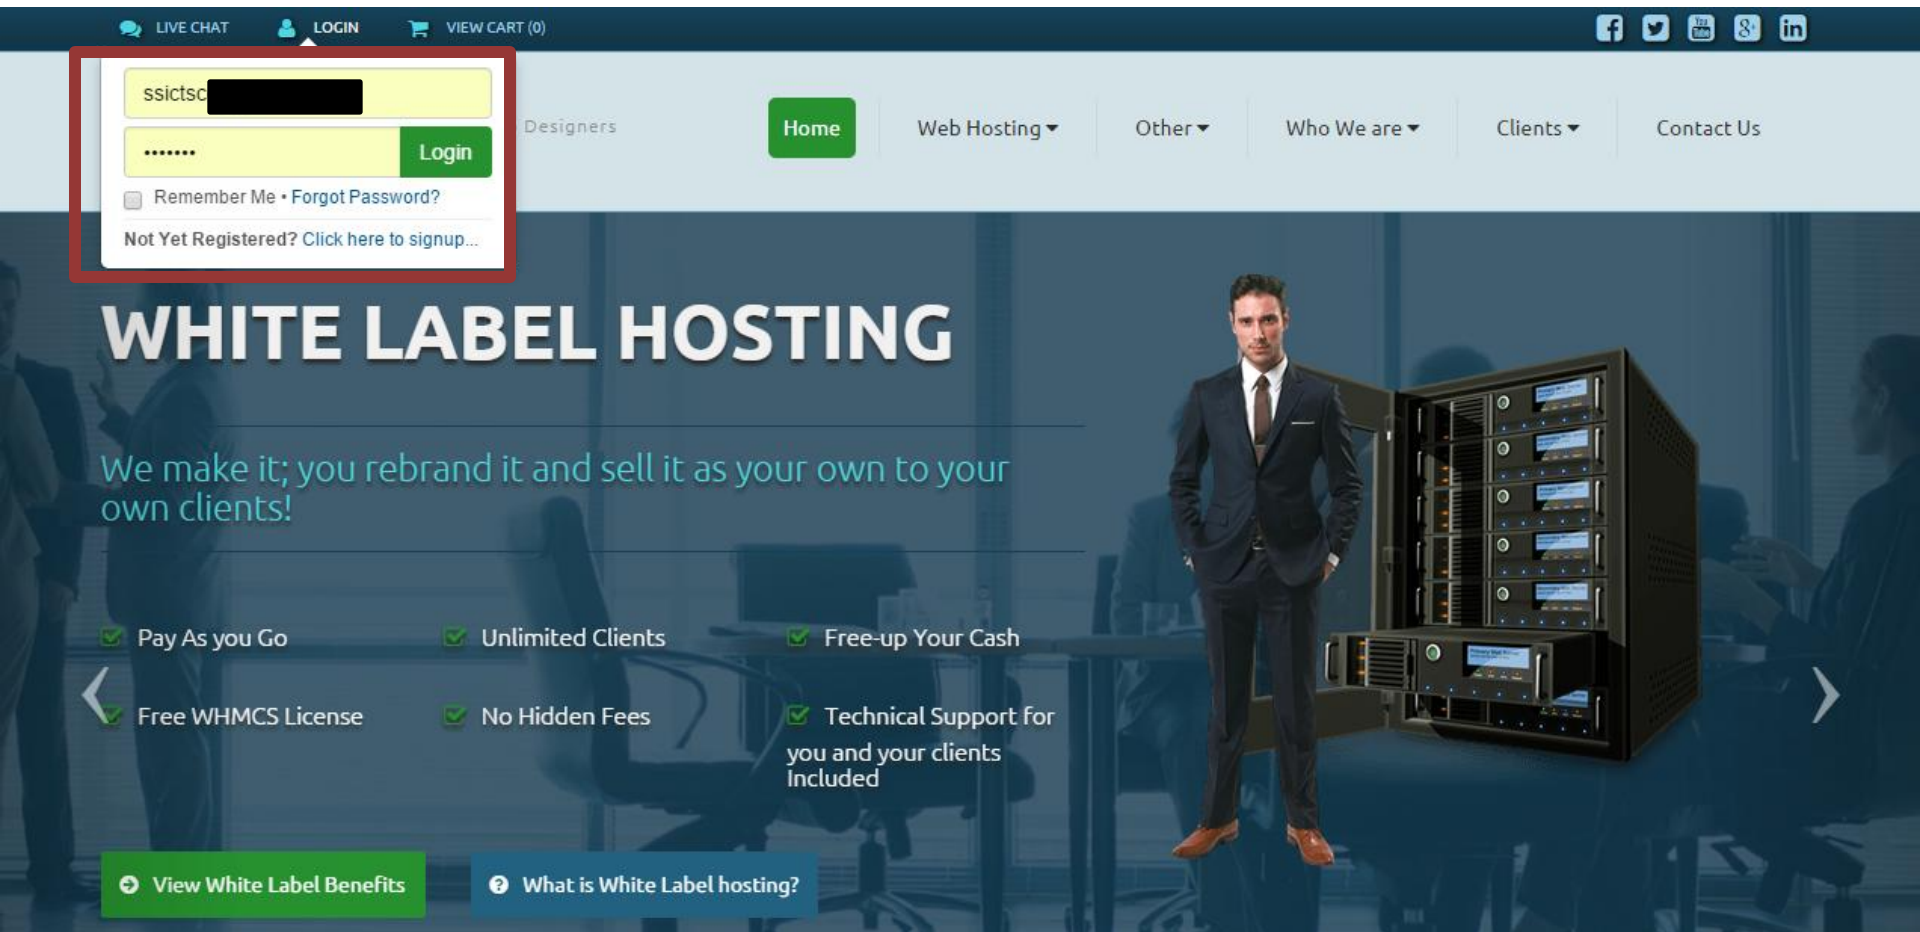 LIVE CHAT
LOGIN
VIEW CART (0)
ssictsc
•••••••
Login
Remember Me • Forgot Password?
Not Yet Registered? Click here to signup...
Designers
Home
Web Hosting
Other
Who We are
Clients
Contact Us
WHITE LABEL HOSTING
We make it; you rebrand it and sell it as your own to your
own clients!
Pay As you Go
Unlimited Clients
Free-up Your Cash
Free WHMCS License
No Hidden Fees
Technical Support for
you and your clients
Included
View White Label Benefits
What is White Label hosting?